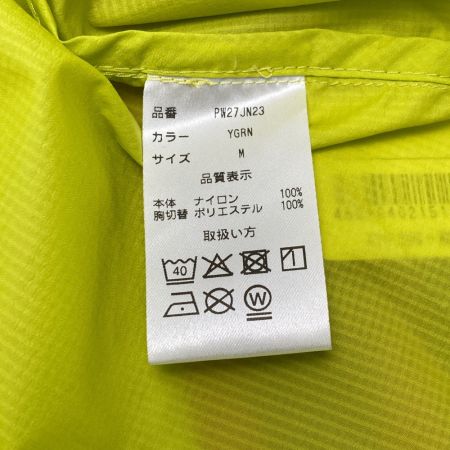 品番 PW27JN23
カラー YGRN
サイズ M
品質表示
本体 ナイロン 100%
胸切替 ポリエステル 100%
取扱い方
40
W